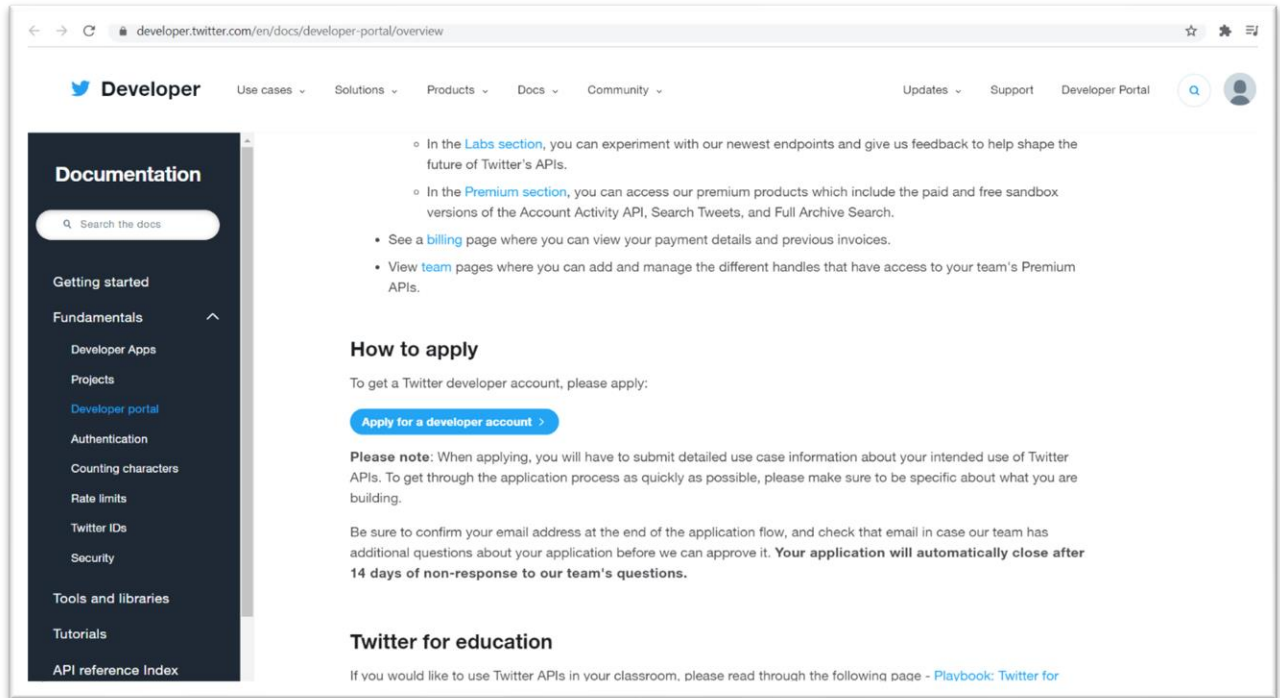 developer.twitter.com/en/docs/developer-portal/overview
Developer
Use cases
Solutions
Products
Docs
Community
Updates
Support
Developer Portal
Documentation
Search the docs
Getting started
Fundamentals
Developer Apps
Projects
Developer portal
Authentication
Counting characters
Rate limits
Twitter IDs
Security
Tools and libraries
Tutorials
API reference Index
In the Labs section, you can experiment with our newest endpoints and give us feedback to help shape the
future of Twitter's APIs.
In the Premium section, you can access our premium products which include the paid and free sandbox
versions of the Account Activity API, Search Tweets, and Full Archive Search.
See a billing page where you can view your payment details and previous invoices.
View team pages where you can add and manage the different handles that have access to your team's Premium
APIs.
How to apply
To get a Twitter developer account, please apply:
Apply for a developer account >
Please note: When applying, you will have to submit detailed use case information about your intended use of Twitter
APIs. To get through the application process as quickly as possible, please make sure to be specific about what you are
building.
Be sure to confirm your email address at the end of the application flow, and check that email in case our team has
additional questions about your application before we can approve it. Your application will automatically close after
14 days of non-response to our team's questions.
Twitter for education
If you would like to use Twitter APIs in your classroom, please read through the following page - Playbook: Twitter for